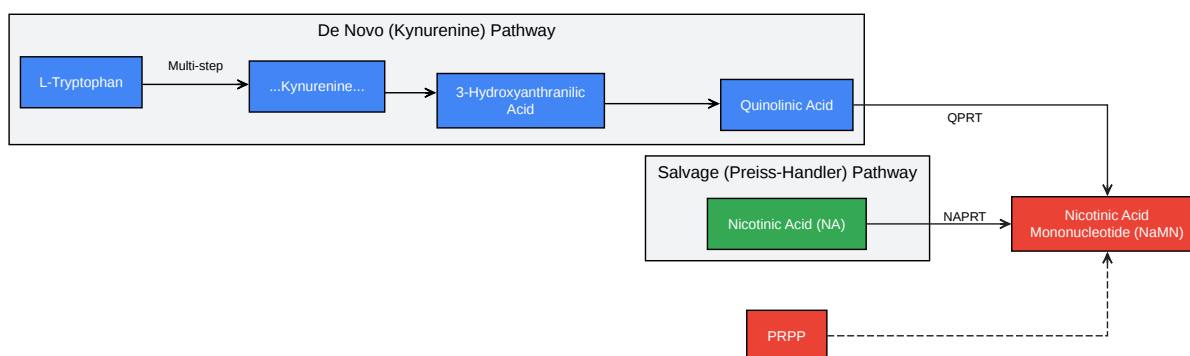 De Novo (Kynurenine) Pathway
L-Tryptophan
Multi-step
...Kynurenine...
3-Hydroxyanthranilic
Acid
Quinolinic Acid
QPRT
Salvage (Preiss-Handler) Pathway
Nicotinic Acid (NA)
NAPRT
Nicotinic Acid
Mononucleotide (NaMN)
PRPP